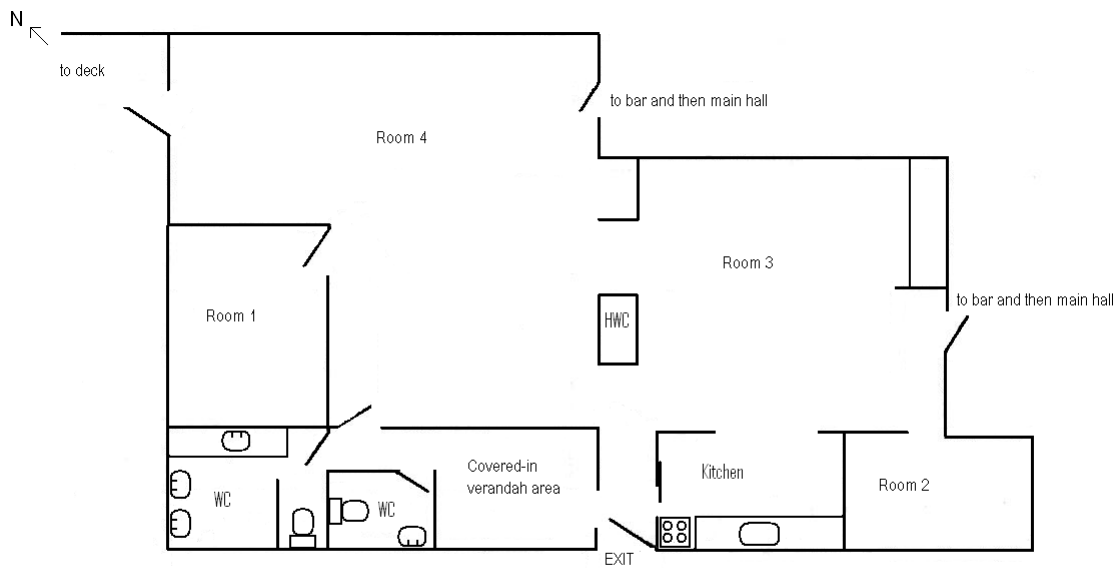 N
to deck
to bar and then main hall
Room 4
Room 3
to bar and then main hall
Room 1
HWC
Covered-in
verandah area
Kitchen
Room 2
WC
WC
EXIT